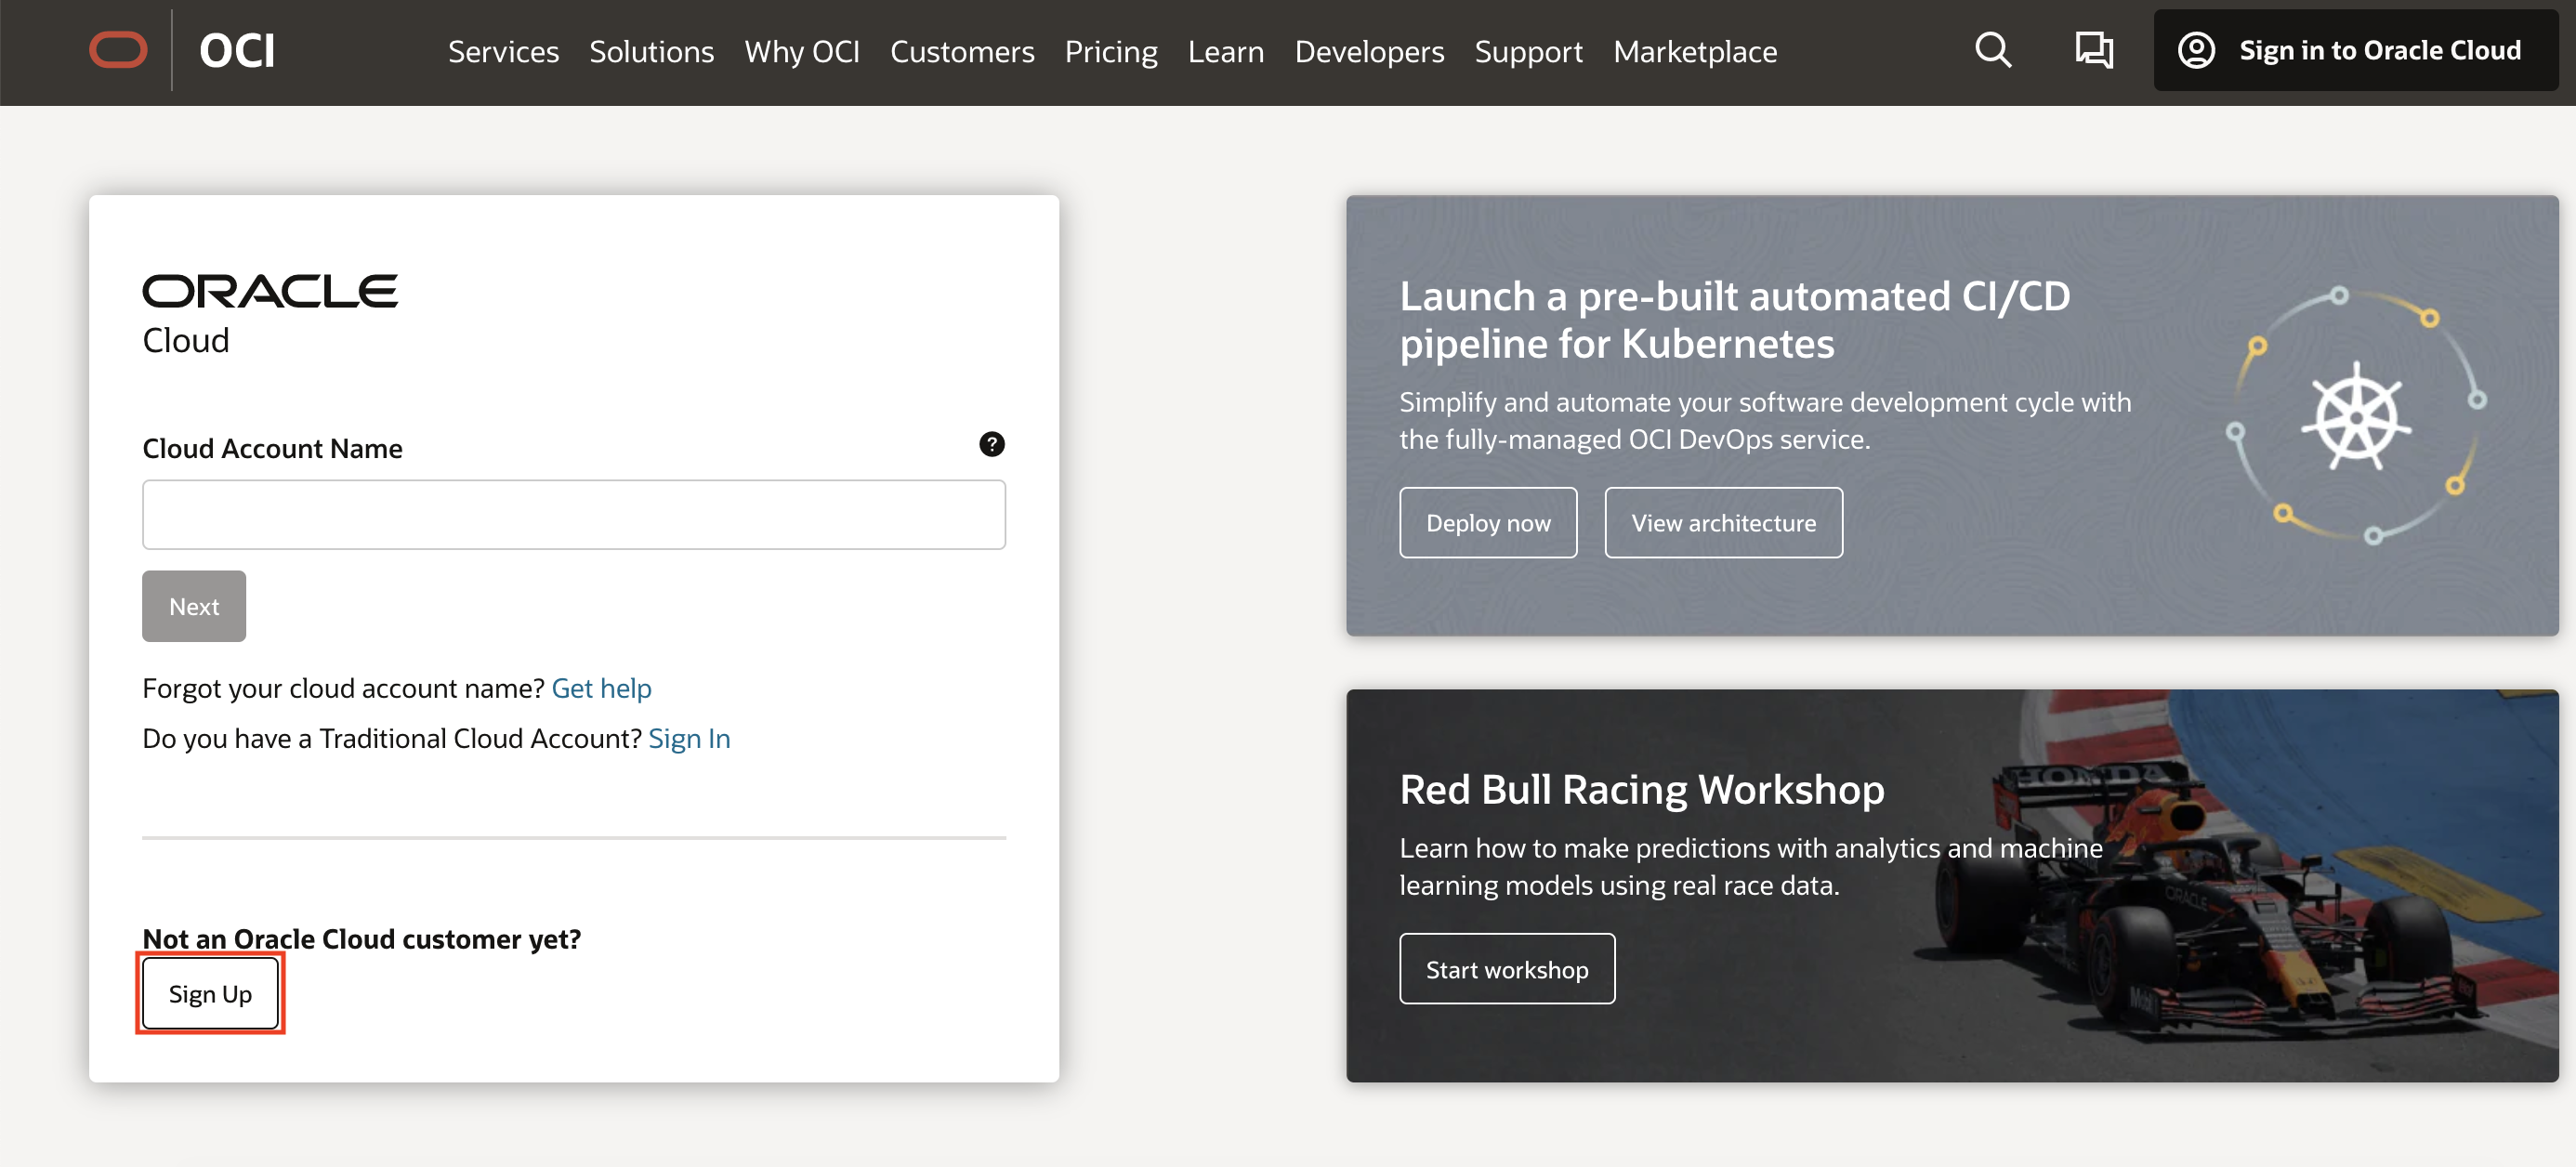 OCI
Services Solutions Why OCI Customers Pricing Learn Developers Support Marketplace
Sign in to Oracle Cloud
ORACLE
Cloud
Cloud Account Name
?
Next
Forgot your cloud account name? Get help
Do you have a Traditional Cloud Account? Sign In
Not an Oracle Cloud customer yet?
Sign Up
Launch a pre-built automated CI/CD
pipeline for Kubernetes
Simplify and automate your software development cycle with
the fully-managed OCI DevOps service.
Deploy now View architecture
Red Bull Racing Workshop
Learn how to make predictions with analytics and machine
learning models using real race data.
Start workshop
HONDA
ORACLE
Mobil